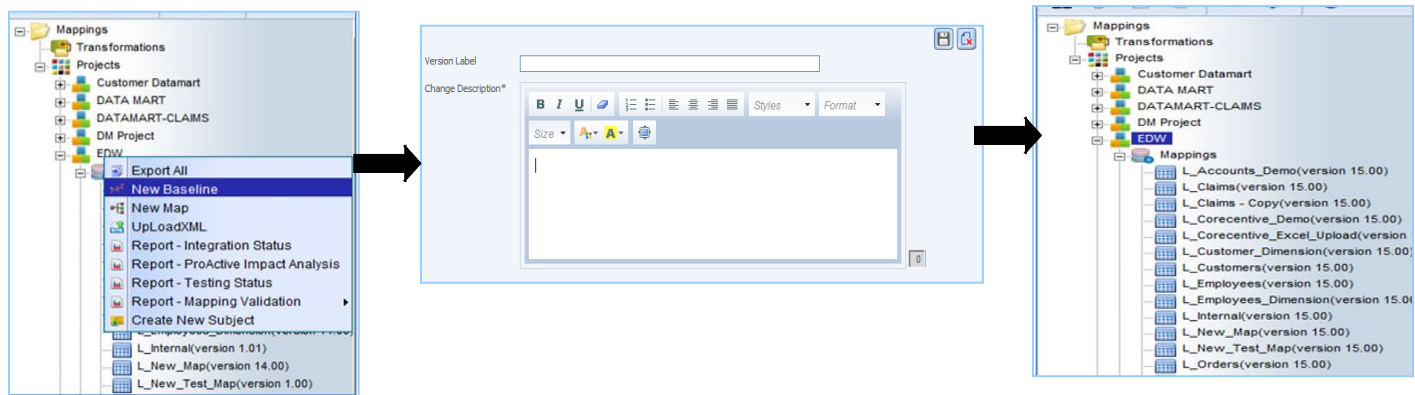 Mappings
Transformations
Projects
Customer Datamart
DATA MART
DATAMART-CLAIMS
DM Project
EDW
Export All
New Baseline
New Map
UpLoadXML
Report - Integration Status
Report - ProActive Impact Analysis
Report - Testing Status
Report - Mapping Validation
Create New Subject
L_Employees_Dimension(version 14.00)
L_Internal(version 1.01)
L_New_Map(version 14.00)
L_New_Test_Map(version 1.00)
Version Label
Change Description*
B I U Styles Format
Size A A
0
Mappings
Transformations
Projects
Customer Datamart
DATA MART
DATAMART-CLAIMS
DM Project
EDW
Mappings
L_Accounts_Demo(version 15.00)
L_Claims(version 15.00)
L_Claims - Copy(version 15.00)
L_Corecentive_Demo(version 15.00)
L_Corecentive_Excel_Upload(version
L_Customer_Dimension(version 15.00)
L_Customers(version 15.00)
L_Employees(version 15.00)
L_Employees_Dimension(version 15.00
L_Internal(version 15.00)
L_New_Map(version 15.00)
L_New_Test_Map(version 15.00)
L_Orders(version 15.00)